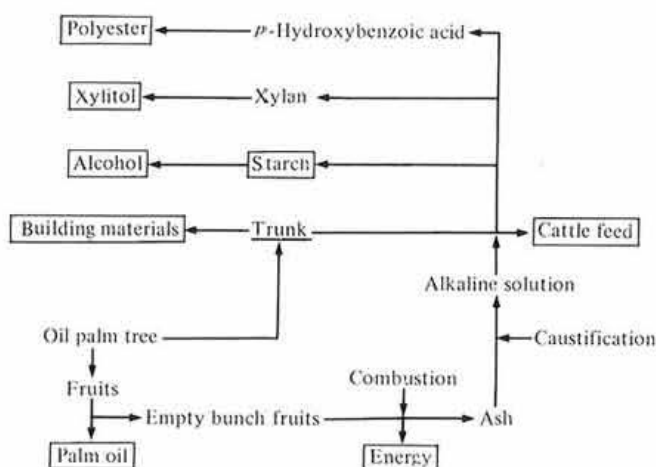 Polyester
p-Hydroxybenzoic acid
Xylitol
Xylan
Alcohol
Starch
Building materials
Trunk
Cattle feed
Alkaline solution
Oil palm tree
Caustification
Fruits
Combustion
Empty bunch fruits
Ash
Palm oil
Energy